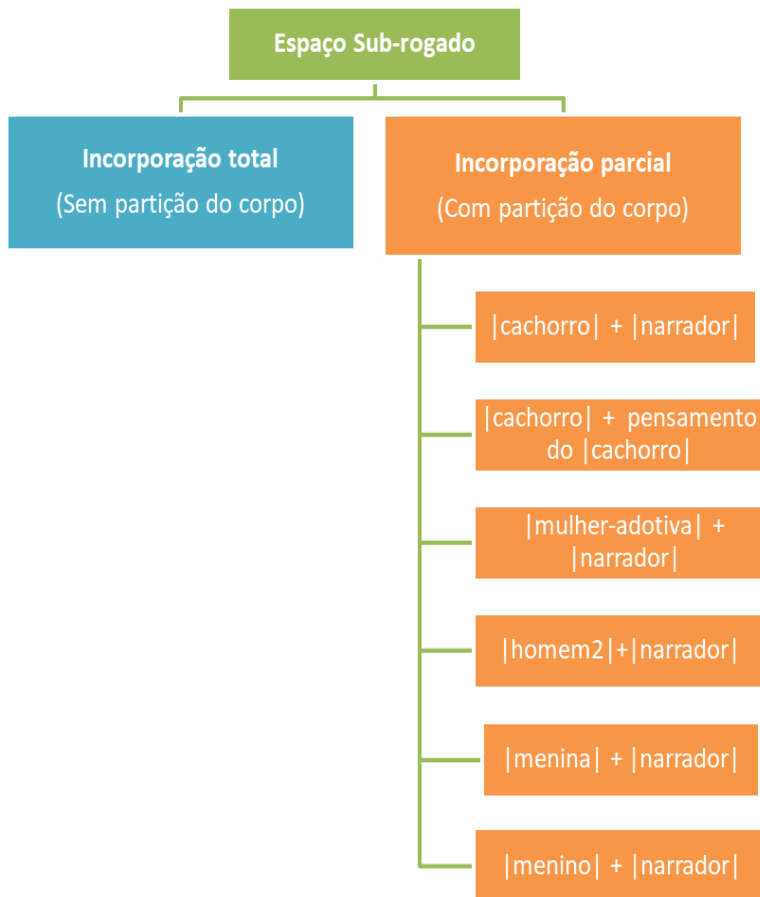 Espaço Sub-rogado
Incorporação total
(Sem partição do corpo)
Incorporação parcial
(Com partição do corpo)
|cachorro| + |narrador|
|cachorro| + pensamento
do |cachorro|
|mulher-adotiva| +
|narrador|
|homem2|+|narrador|
|menina| + |narrador|
|menino| + |narrador|